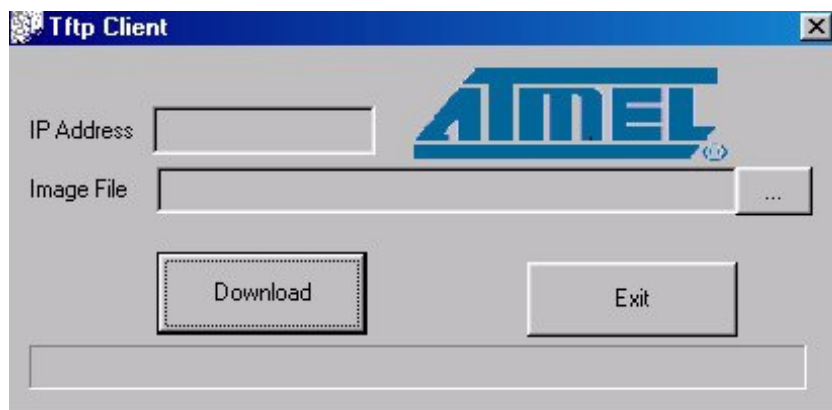 Tftp Client
ATMEL
IP Address
Image File
...
Download
Exit